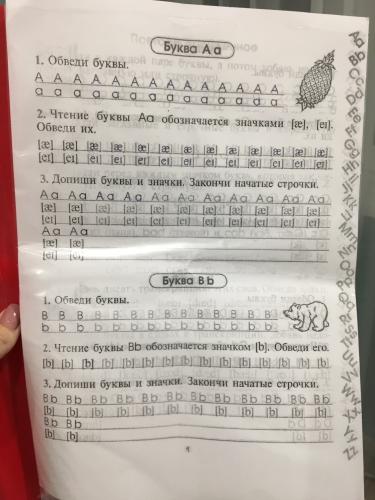 Буква Aa
1. Обведи буквы.
A A A A A A A A A A A A A A
a a a a a a a a a a a a a a
2. Чтение буквы Aa обозначается значками [æ], [eɪ].
Обведи их.
[æ] [æ] [æ] [æ] [æ] [æ] [æ] [æ] [æ] [æ] [æ] [æ]
[eɪ] [eɪ] [eɪ] [eɪ] [eɪ] [eɪ] [eɪ] [eɪ] [eɪ] [eɪ] [eɪ] [eɪ]
3. Допиши буквы и значки. Закончи начатые строчки.
Aa Aa Aa Aa Aa Aa Aa Aa Aa Aa Aa
[æ] [æ] [æ] [æ] [æ] [æ] [æ] [æ] [æ] [æ]
[eɪ] [eɪ] [eɪ] [eɪ] [eɪ] [eɪ] [eɪ] [eɪ] [eɪ] [eɪ]
Aa Aa
[æ] [æ]
[eɪ] [eɪ]
Буква Bb
1. Обведи буквы.
B B B B B B B B B B B B B B
b b b b b b b b b b b b b b
2. Чтение буквы Bb обозначается значком [b]. Обведи его.
[b] [b] [b] [b] [b] [b] [b] [b] [b] [b] [b] [b] [b]
3. Допиши буквы и значки. Закончи начатые строчки.
Bb Bb Bb Bb Bb Bb Bb Bb Bb Bb Bb Bb
[b] [b] [b] [b] [b] [b] [b] [b] [b] [b] [b] [b]
Bb Bb
[b] [b]